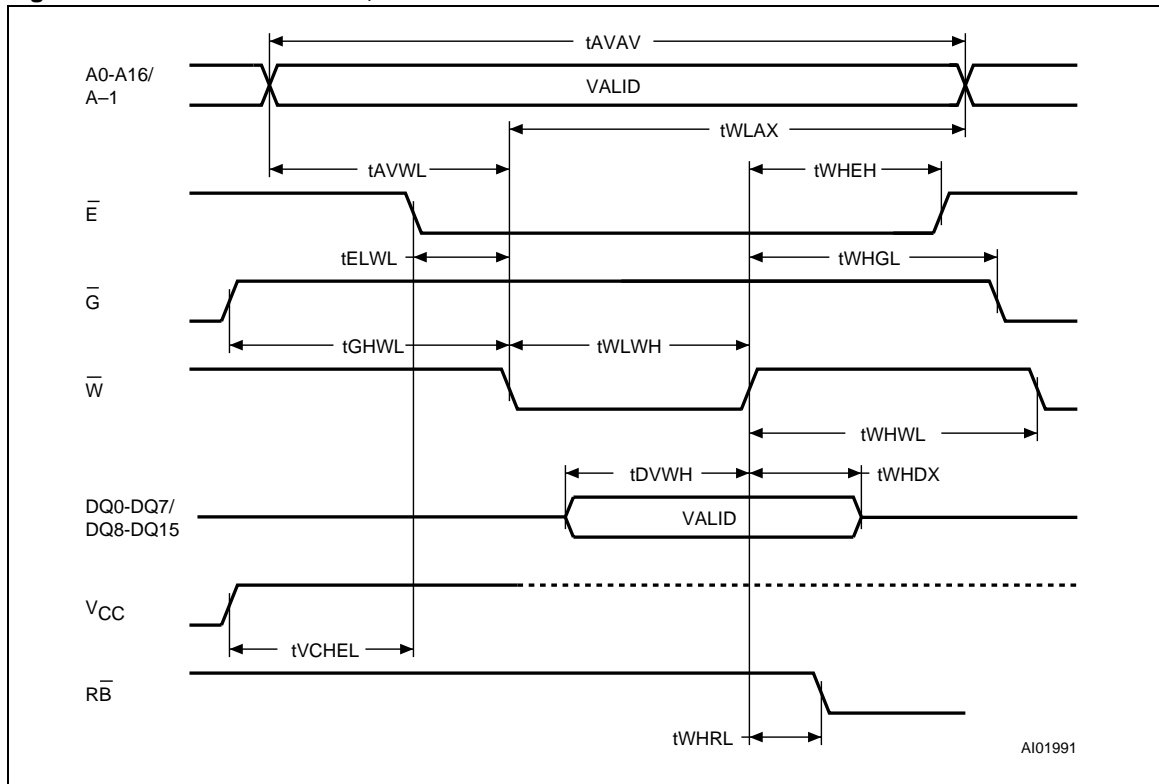 tAVAV
A0-A16/
A–1
VALID
tWLAX
tAVWL
tWHEH
E̅
tELWL
tWHGL
G̅
tGHWL
tWLWH
W̅
tWHWL
tDVWH
tWHDX
DQ0-DQ7/
DQ8-DQ15
VALID
VCC
tVCHEL
RB̅
tWHRL
AI01991